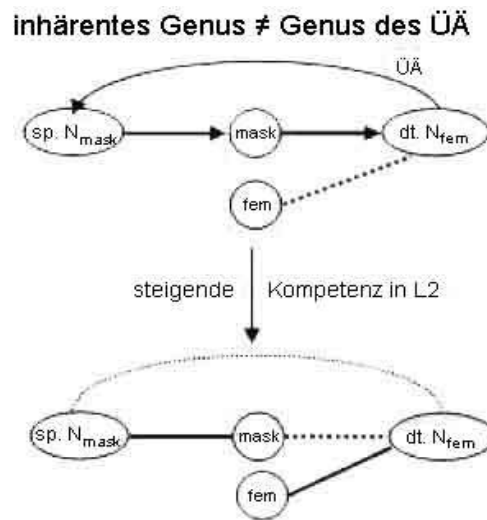 inhärentes Genus ≠ Genus des ÜÄ
ÜÄ
sp. Nmask mask dt. Nfem
fem
steigende Kompetenz in L2
sp. Nmask mask dt. Nfem
fem